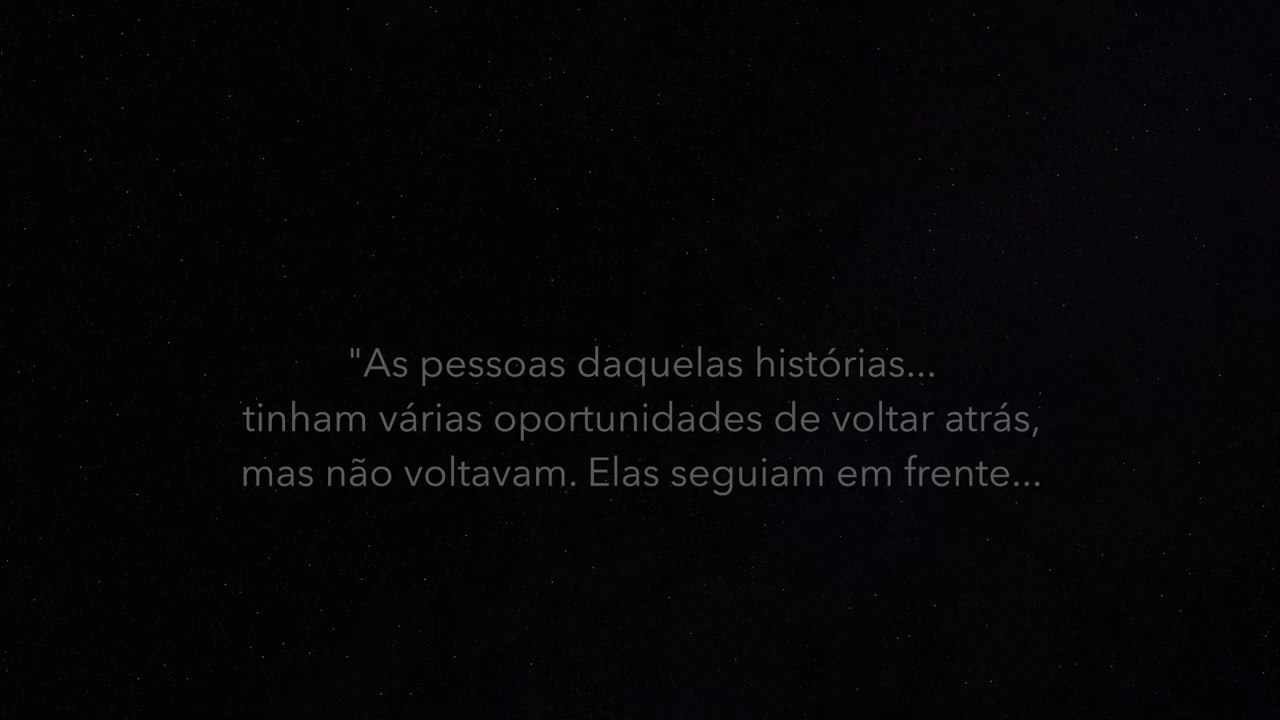 "As pessoas daquelas histórias...
tinham várias oportunidades de voltar atrás,
mas não voltavam. Elas seguiam em frente...